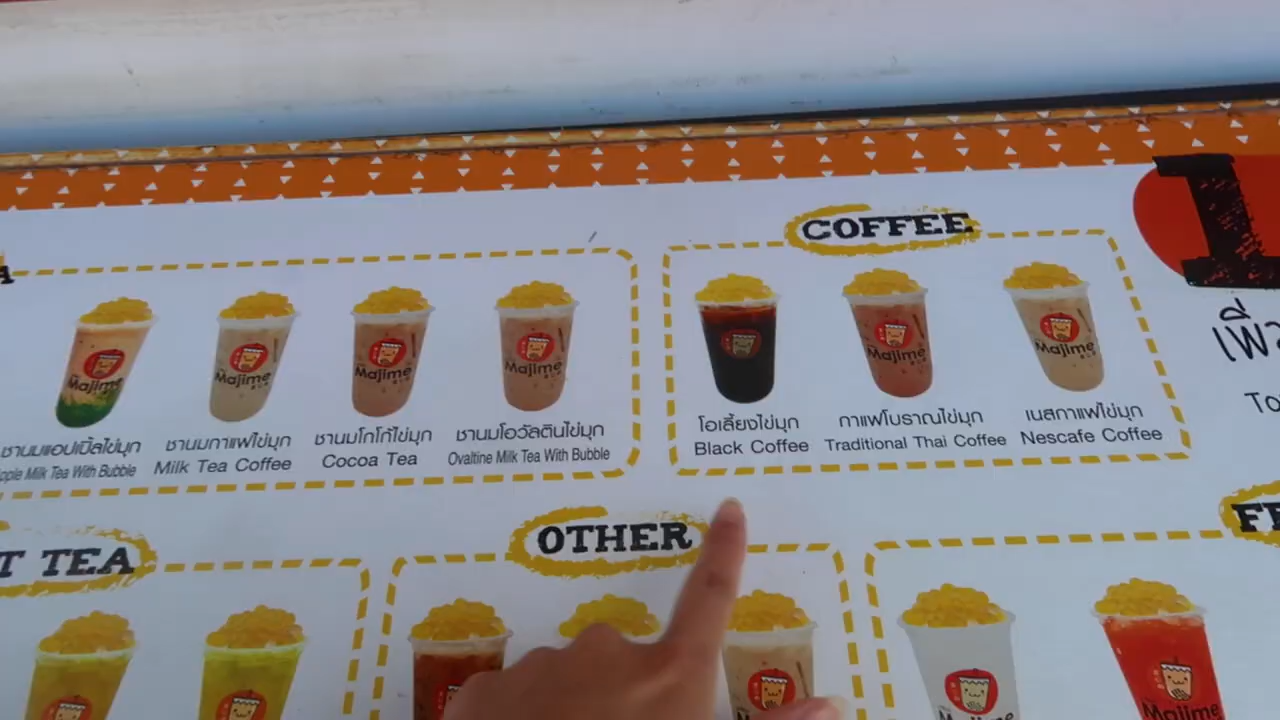 COFFEE
Majime
Majime
Majime
Majime
Majime
Majime
ชานมแอปเปิ้ลไข่มุก
Milk Tea With Bubble
ชานมกาแฟไข่มุก
Milk Tea Coffee
ชานมโกโก้ไข่มุก
Cocoa Tea
ชานมโอวัลตินไข่มุก
Ovaltine Milk Tea With Bubble
โอเลี้ยงไข่มุก
Black Coffee
กาแฟโบราณไข่มุก
Traditional Thai Coffee
เนสกาแฟไข่มุก
Nescafe Coffee
1
To
TEA
OTHER
Majime
Majime